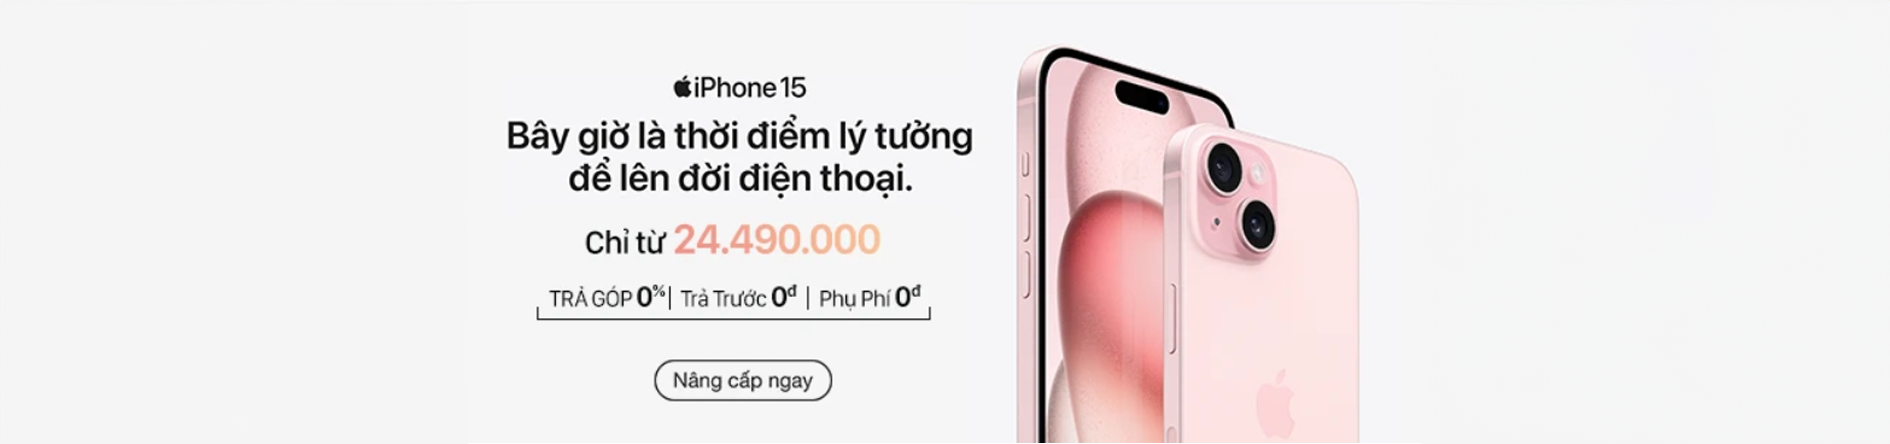 iPhone 15
Bây giờ là thời điểm lý tưởng
để lên đời điện thoại.
Chỉ từ 24.490.000
TRẢ GÓP 0% | Trả Trước 0đ | Phụ Phí 0đ
Nâng cấp ngay